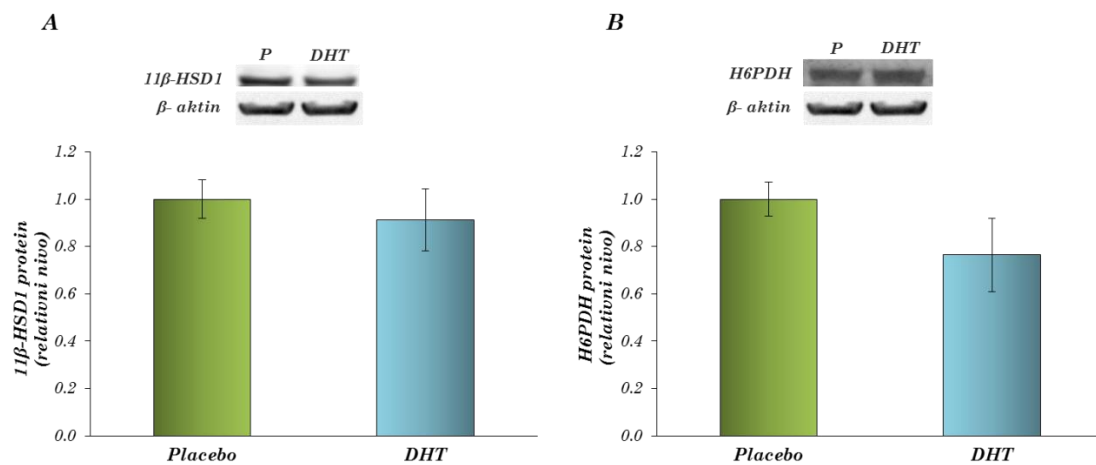 A
P DHT
11β-HSD1
β- aktin
1.2
1.0
0.8
0.6
0.4
0.2
0.0
11β-HSD1 protein
(relativni nivo)
Placebo DHT
B
P DHT
H6PDH
β- aktin
1.2
1.0
0.8
0.6
0.4
0.2
0.0
H6PDH protein
(relativni nivo)
Placebo DHT